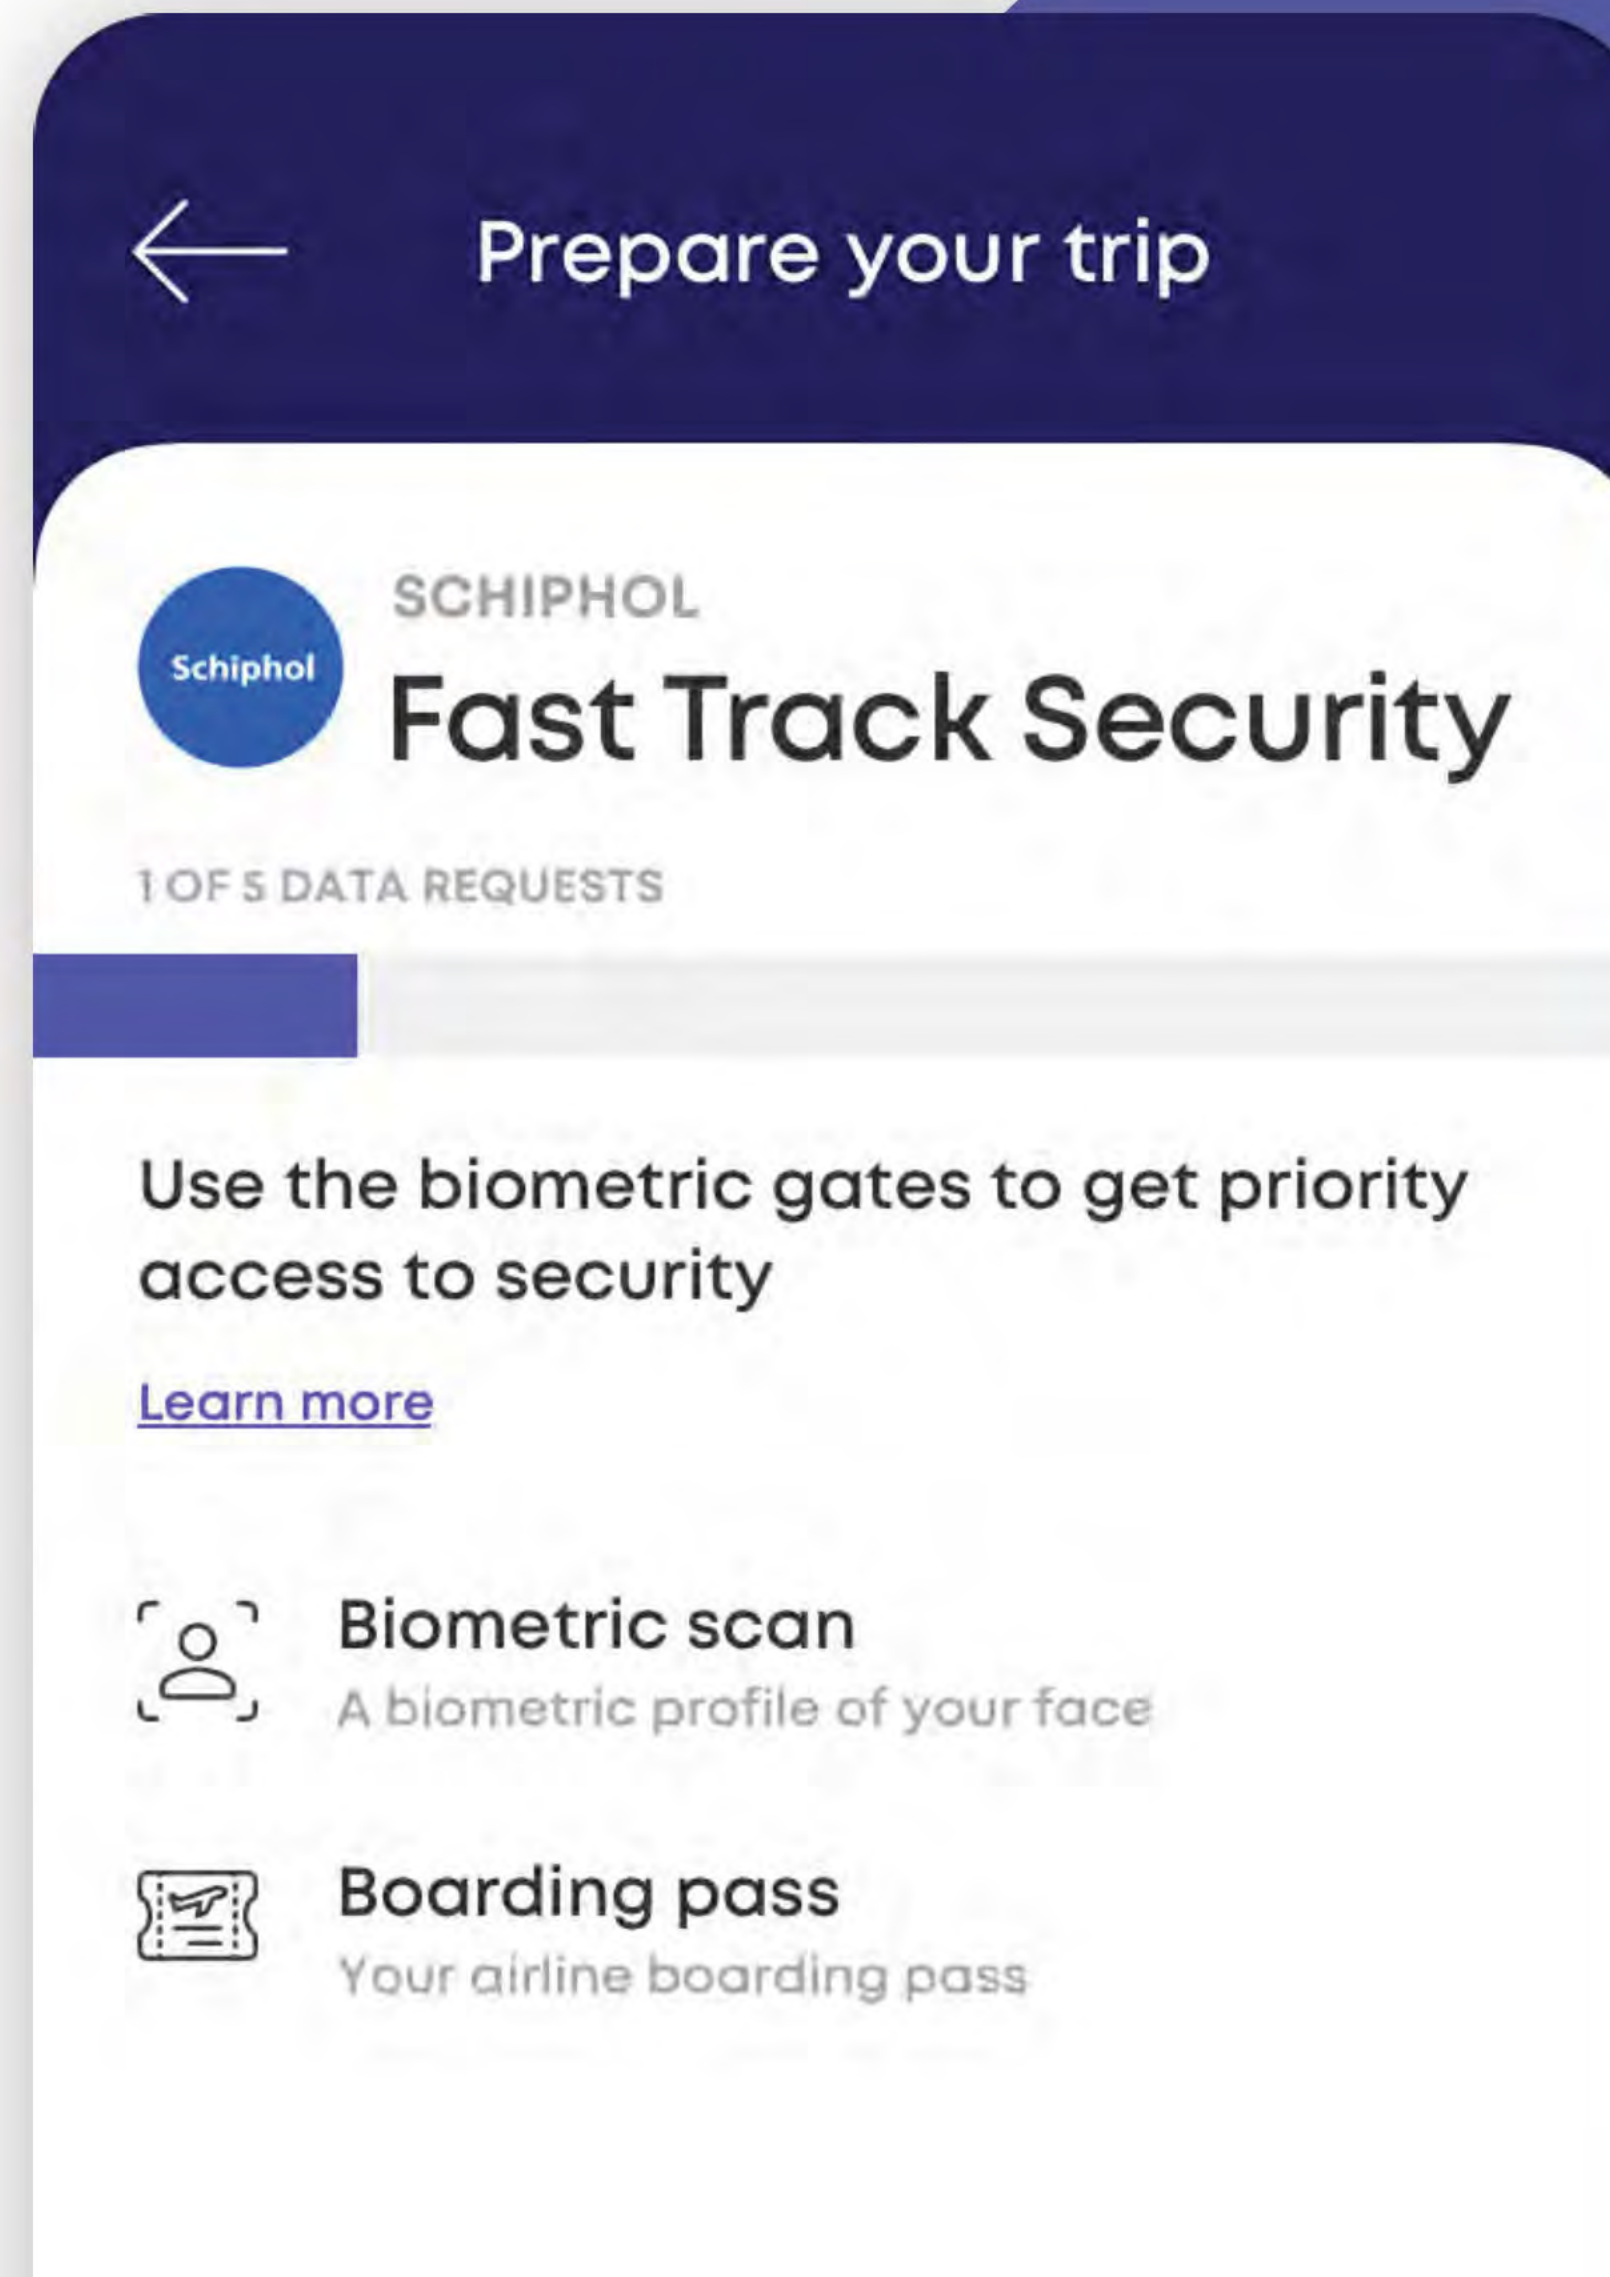 Prepare your trip
SCHIPHOL
Schiphol
Fast Track Security
1 OF 5 DATA REQUESTS
Use the biometric gates to get priority
access to security
Learn more
Biometric scan
A biometric profile of your face
Boarding pass
Your airline boarding pass